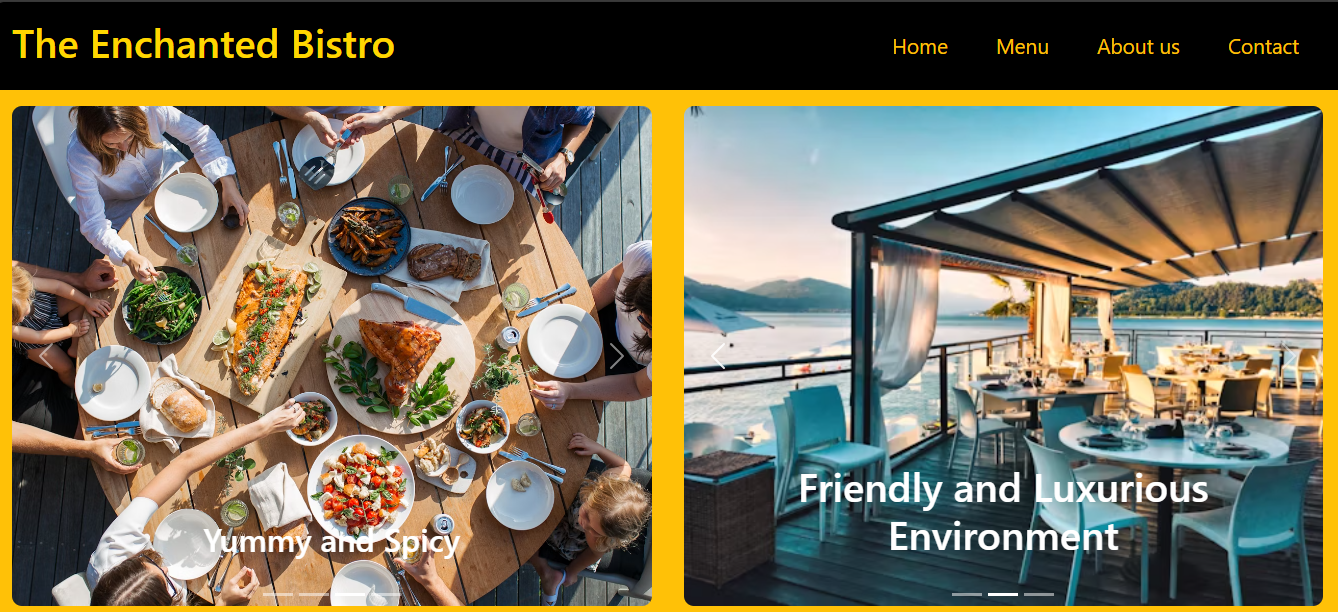 The Enchanted Bistro
Home Menu About us Contact
Yummy and Spicy
Friendly and Luxurious
Environment